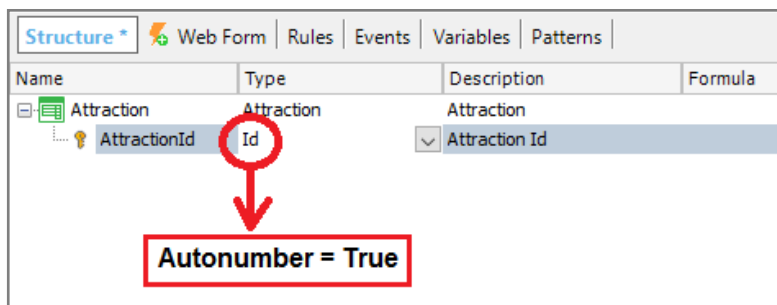 Structure * Web Form Rules Events Variables Patterns
Name Type Description Formula
Attraction Attraction Attraction
AttractionId Id Attraction Id
Autonumber = True